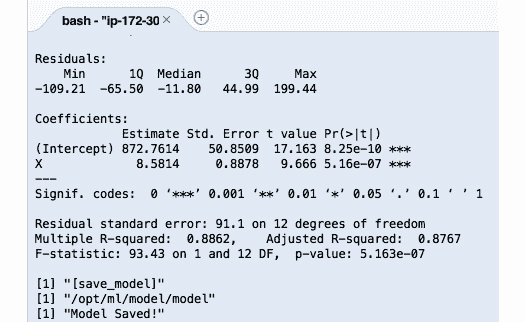 bash - "ip-172-30 ×
Residuals:
    Min      1Q  Median      3Q     Max
-109.21  -65.50  -11.80   44.99  199.44
Coefficients:
            Estimate Std. Error t value Pr(>|t|)
(Intercept) 872.7614    50.8509  17.163 8.25e-10 ***
X             8.5814     0.8878   9.666 5.16e-07 ***
---
Signif. codes:  0 ‘***’ 0.001 ‘**’ 0.01 ‘*’ 0.05 ‘.’ 0.1 ‘ ’ 1
Residual standard error: 91.1 on 12 degrees of freedom
Multiple R-squared:  0.8862,    Adjusted R-squared:  0.8767
F-statistic: 93.43 on 1 and 12 DF,  p-value: 5.163e-07
[1] "[save_model]"
[1] "/opt/ml/model/model"
[1] "Model Saved!"